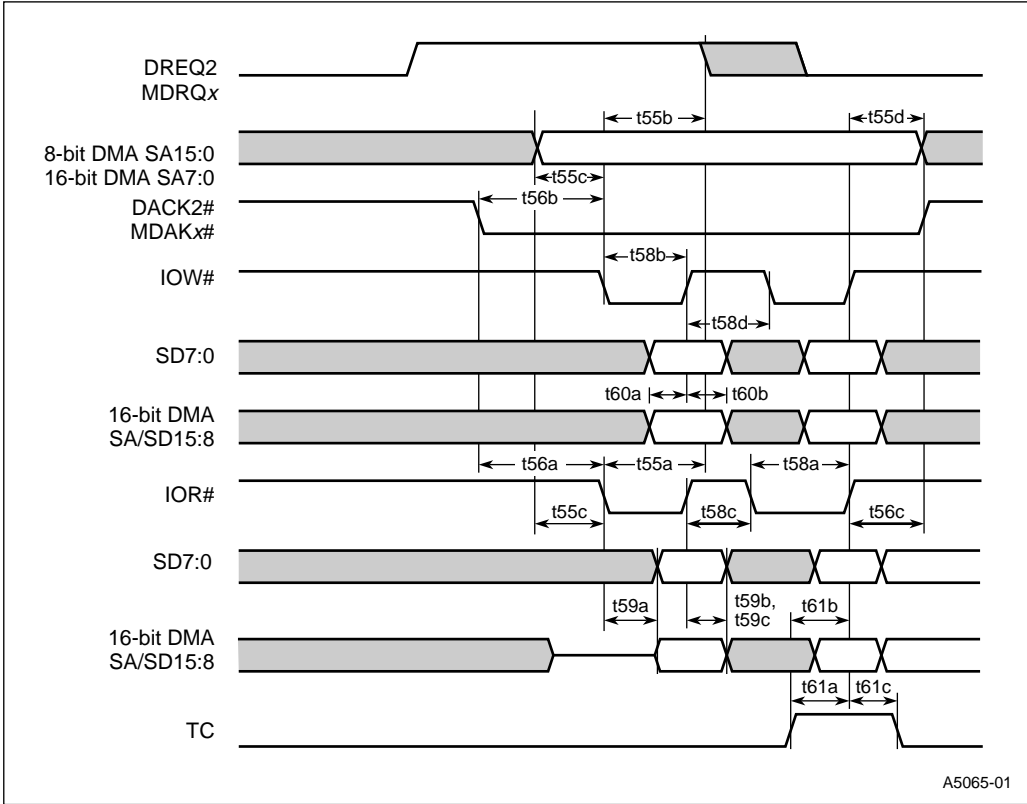 DREQ2
MDRQx
t55b
t55d
8-bit DMA SA15:0
16-bit DMA SA7:0
t55c
t56b
DACK2#
MDAKx#
t58b
IOW#
t58d
SD7:0
t60a
t60b
16-bit DMA
SA/SD15:8
t56a
t55a
t58a
IOR#
t55c
t58c
t56c
SD7:0
t59a
t59b,
t59c
t61b
16-bit DMA
SA/SD15:8
t61a
t61c
TC
A5065-01